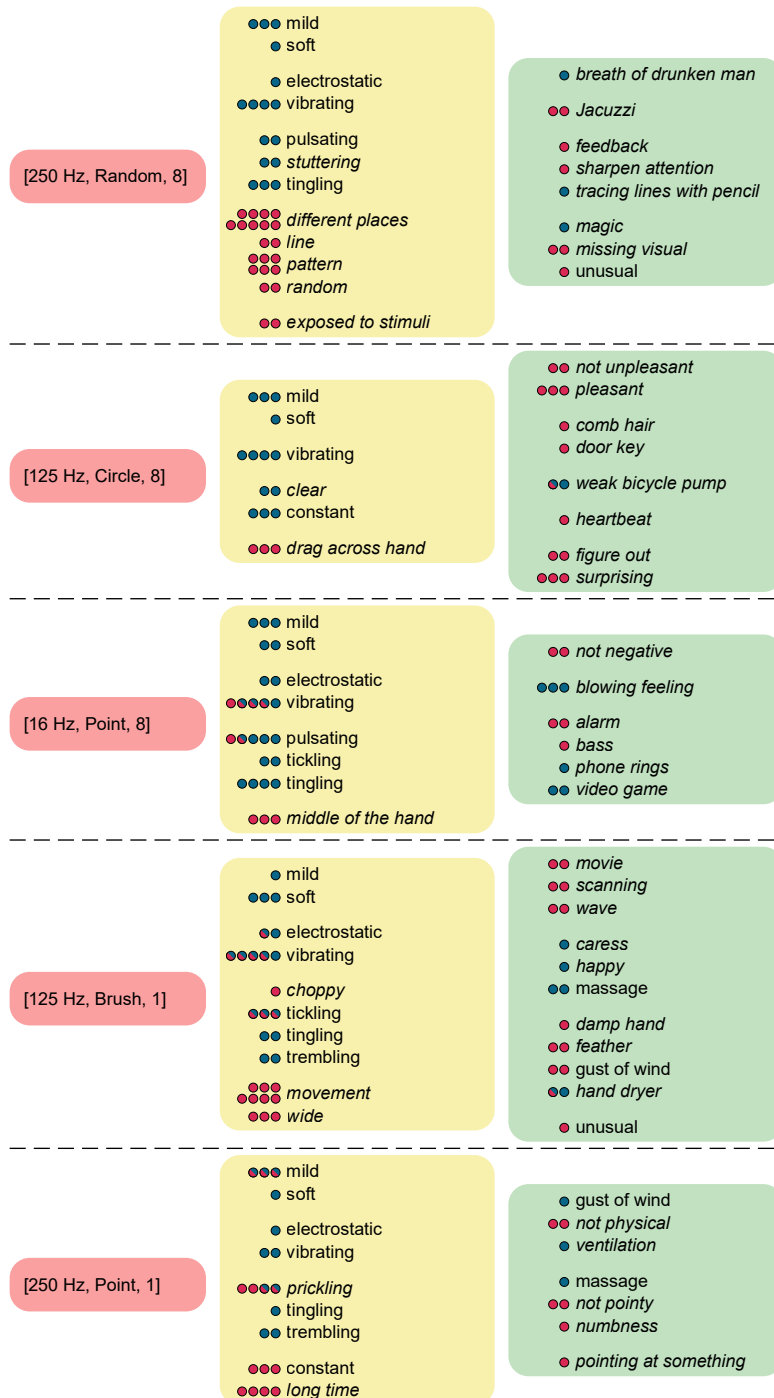 [250 Hz, Random, 8]
mild
soft
electrostatic
vibrating
pulsating
stuttering
tingling
different places
line
pattern
random
exposed to stimuli
breath of drunken man
Jacuzzi
feedback
sharpen attention
tracing lines with pencil
magic
missing visual
unusual
[125 Hz, Circle, 8]
mild
soft
vibrating
clear
constant
drag across hand
not unpleasant
pleasant
comb hair
door key
weak bicycle pump
heartbeat
figure out
surprising
[16 Hz, Point, 8]
mild
soft
electrostatic
vibrating
pulsating
tickling
tingling
middle of the hand
not negative
blowing feeling
alarm
bass
phone rings
video game
[125 Hz, Brush, 1]
mild
soft
electrostatic
vibrating
choppy
tickling
tingling
trembling
movement
wide
movie
scanning
wave
caress
happy
massage
damp hand
feather
gust of wind
hand dryer
unusual
[250 Hz, Point, 1]
mild
soft
electrostatic
vibrating
prickling
tingling
trembling
constant
long time
gust of wind
not physical
ventilation
massage
not pointy
numbness
pointing at something